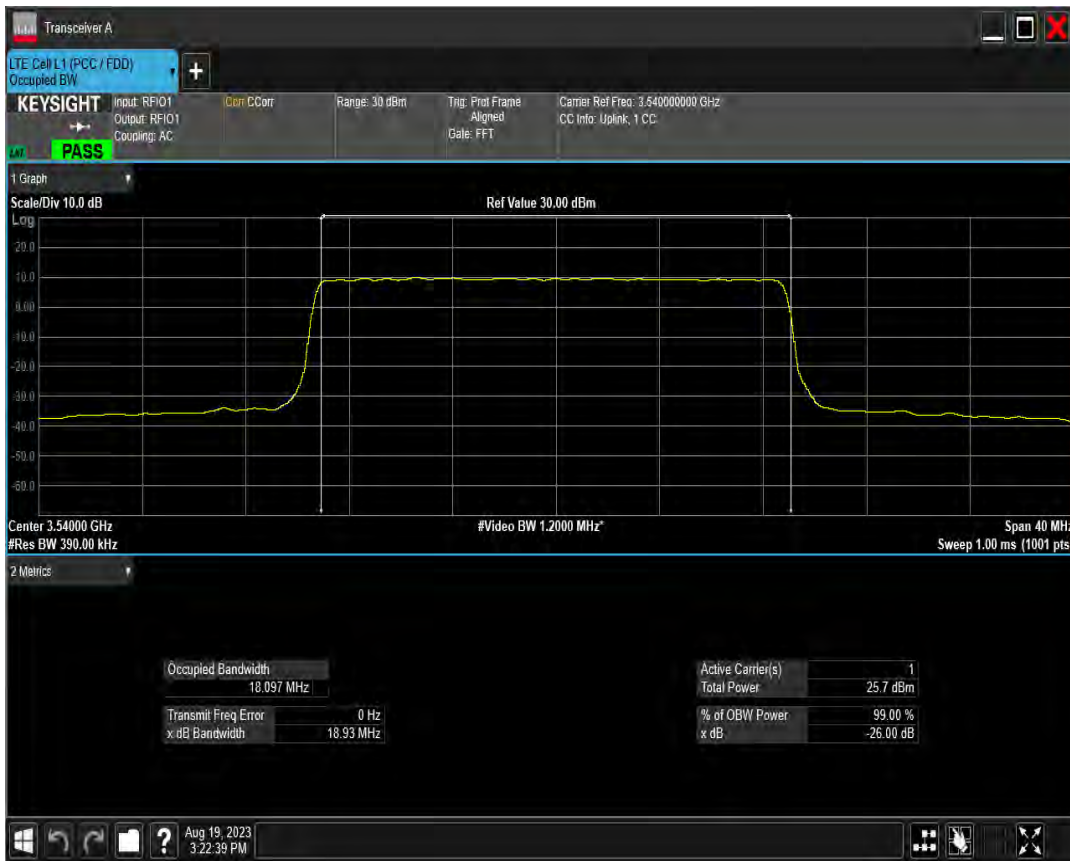 Transceiver A
LTE Cell L1 (PCC / FDD)
Occupied BW
+
KEYSIGHT
Input: RFIO1
Output: RFIO1
Coupling: AC
Corr CCorr
Range: 30 dBm
Trig: Prot Frame
Aligned
Gate: FFT
Carrier Ref Freq: 3.540000000 GHz
CC Info: Uplink, 1 CC
PASS
1 Graph
Scale/Div 10.0 dB
Ref Value 30.00 dBm
Log
20.0
10.0
0.00
-10.0
-20.0
-30.0
-40.0
-50.0
-60.0
Center 3.54000 GHz
#Video BW 1.2000 MHz*
Span 40 MHz
#Res BW 390.00 kHz
Sweep 1.00 ms (1001 pts
2 Metrics
Occupied Bandwidth
18.097 MHz
Transmit Freq Error 0 Hz
x dB Bandwidth 18.93 MHz
Active Carrier(s) 1
Total Power 25.7 dBm
% of OBW Power 99.00 %
x dB -26.00 dB
?
Aug 19, 2023
3:22:39 PM